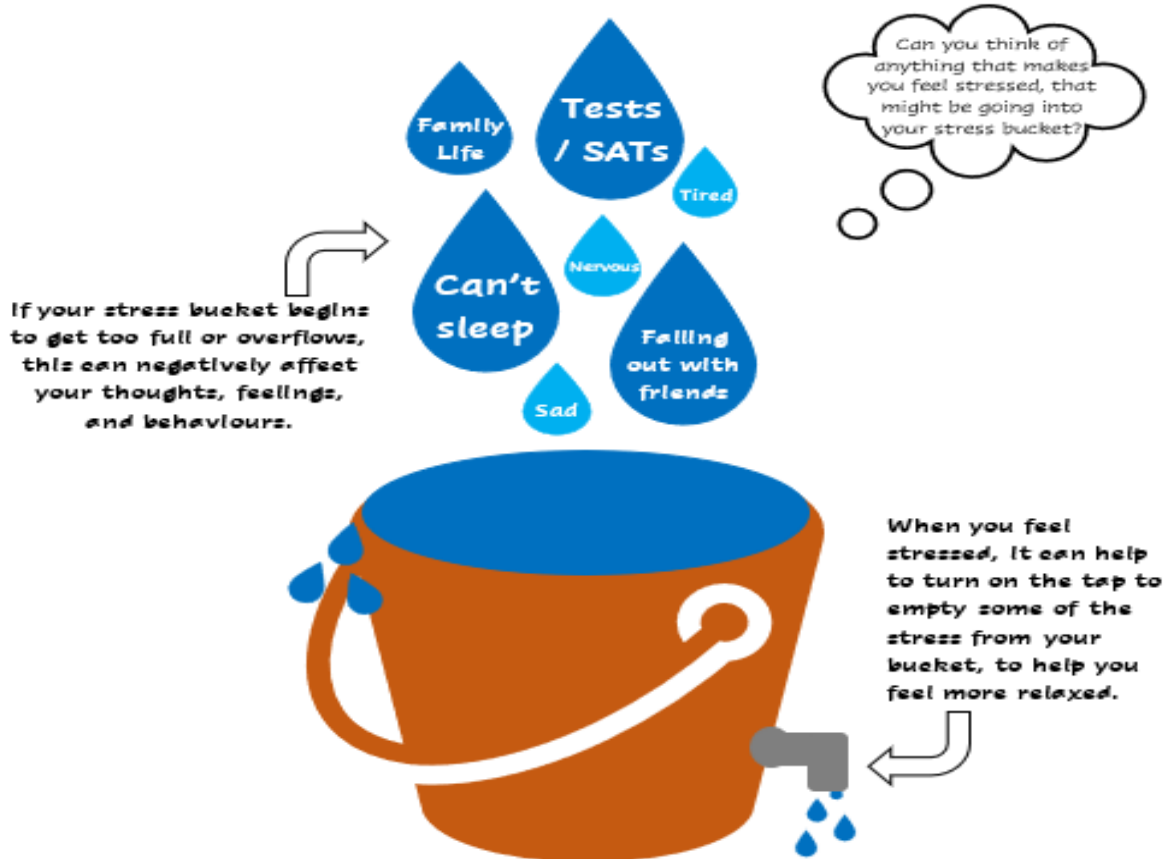 Can you think of
anything that makes
you feel stressed, that
might be going into
your stress bucket?
Family
Life
Tests
/ SATs
Tired
Can't
sleep
Nervous
Falling
out with
friends
Sad
If your stress bucket begins
to get too full or overflows,
this can negatively affect
your thoughts, feelings,
and behaviours.
When you feel
stressed, it can help
to turn on the tap to
empty some of the
stress from your
bucket, to help you
feel more relaxed.